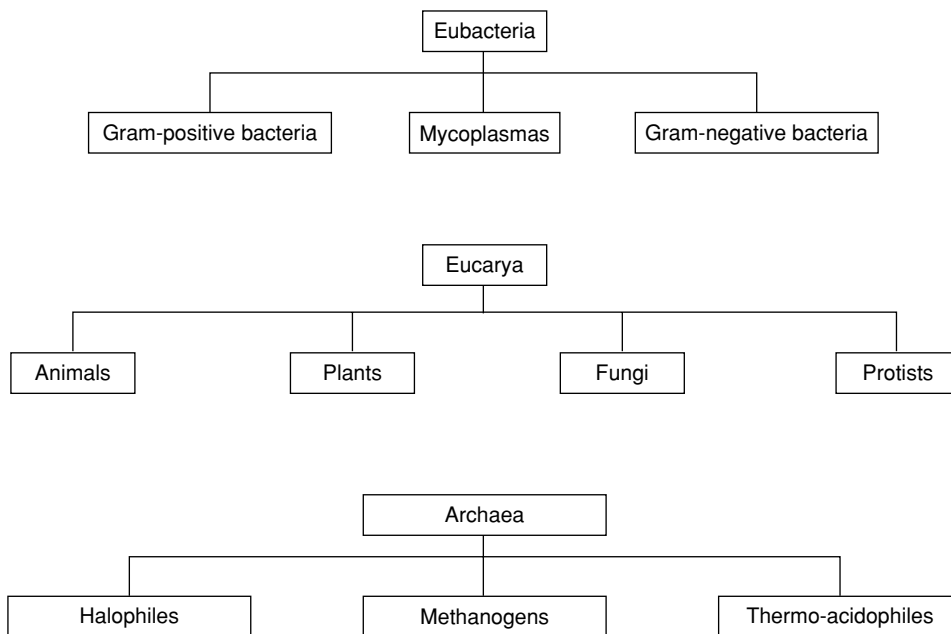 Eubacteria
Gram-positive bacteria
Mycoplasmas
Gram-negative bacteria
Eucarya
Animals
Plants
Fungi
Protists
Archaea
Halophiles
Methanogens
Thermo-acidophiles